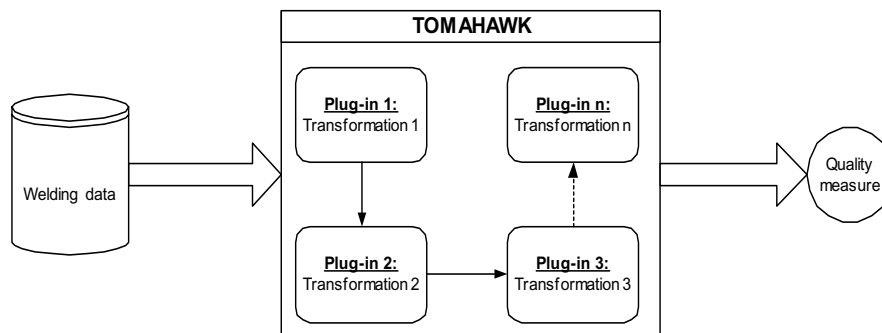 TOMAHAWK
Welding data
Plug-in 1:
Transformation 1
Plug-in 2:
Transformation 2
Plug-in 3:
Transformation 3
Plug-in n:
Transformation n
Quality
measure